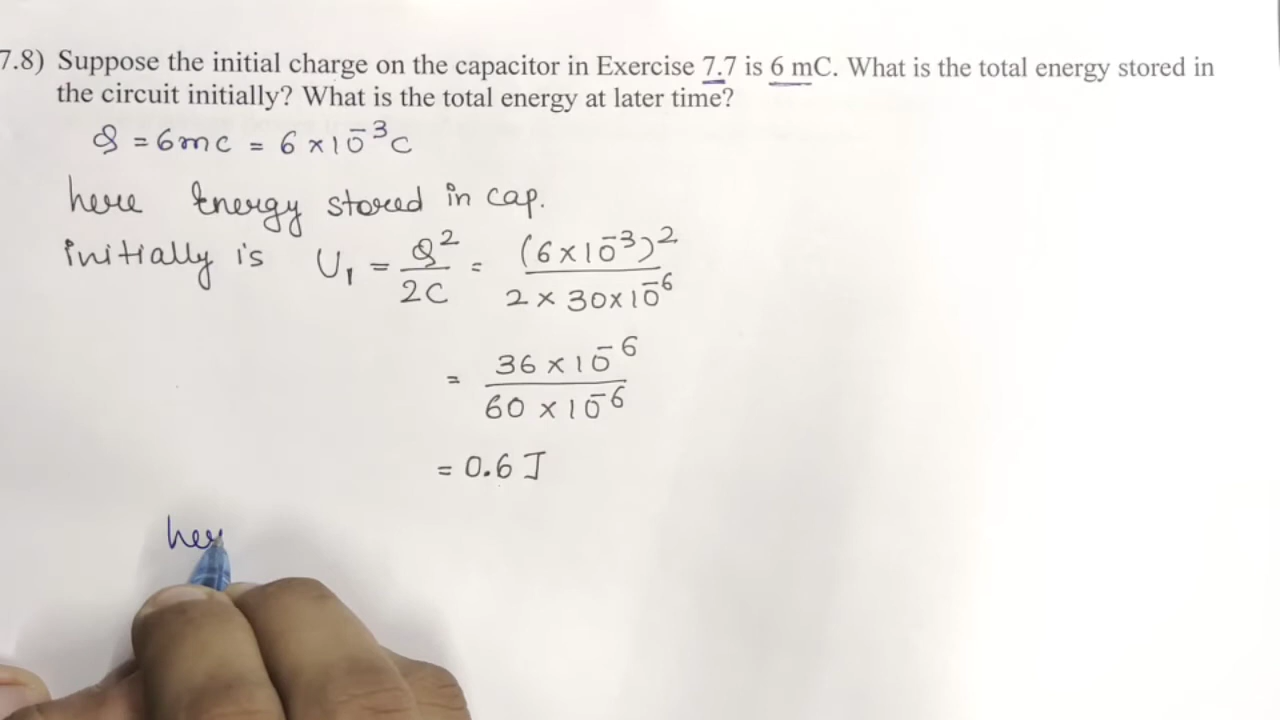 7.8) Suppose the initial charge on the capacitor in Exercise 7.7 is 6 mC. What is the total energy stored in
the circuit initially? What is the total energy at later time?
Q = 6mc = 6 × 10⁻³ C
here Energy stored in cap.
initially is U₁ = Q²/2C = (6×10⁻³)²/2 × 30×10⁻⁶
= 36 × 10⁻⁶/60 × 10⁻⁶
= 0.6 J
her